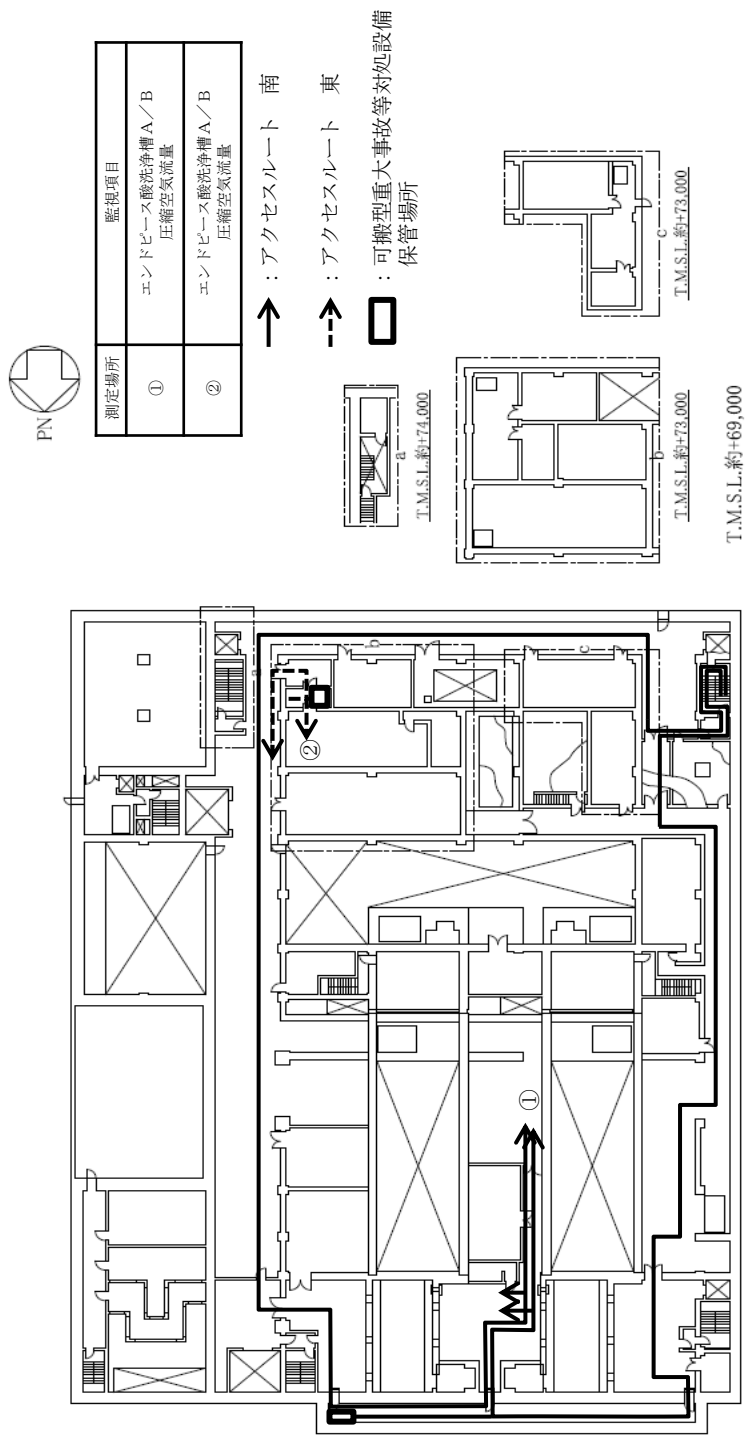 PN
測定場所 監視項目
① エンドピース酸洗浄槽A／B
圧縮空気流量
② エンドピース酸洗浄槽A／B
圧縮空気流量
：アクセスルート 南
：アクセスルート 東
：可搬型重大事故等対処設備
保管場所
a
T.M.S.L.約+74,000
b
T.M.S.L.約+73,000
c
T.M.S.L.約+73,000
T.M.S.L.約+69,000
a
b
c
②
①